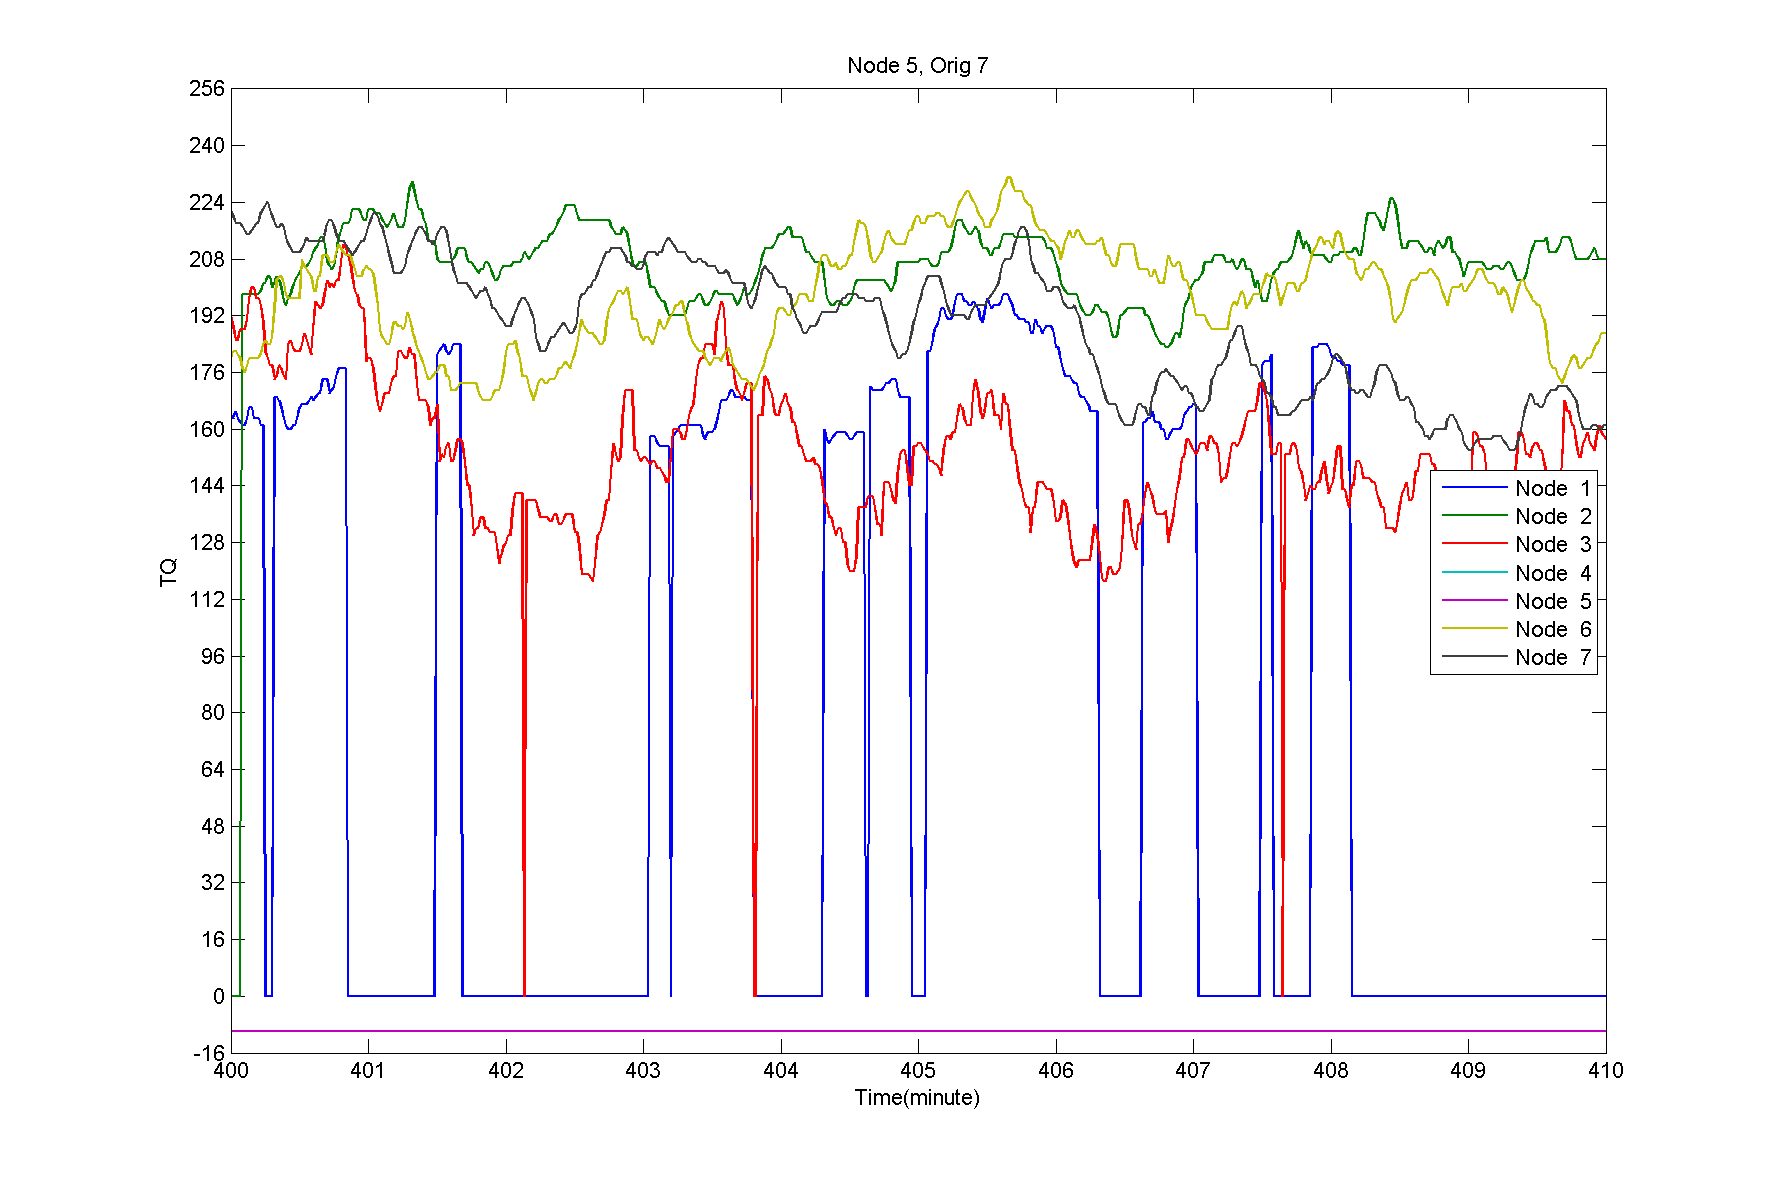 Node 5, Orig 7
256
240
224
208
192
176
160
144
128
112
96
80
64
48
32
16
0
-16
TQ
400 401 402 403 404 405 406 407 408 409 410
Time(minute)
Node 1
Node 2
Node 3
Node 4
Node 5
Node 6
Node 7